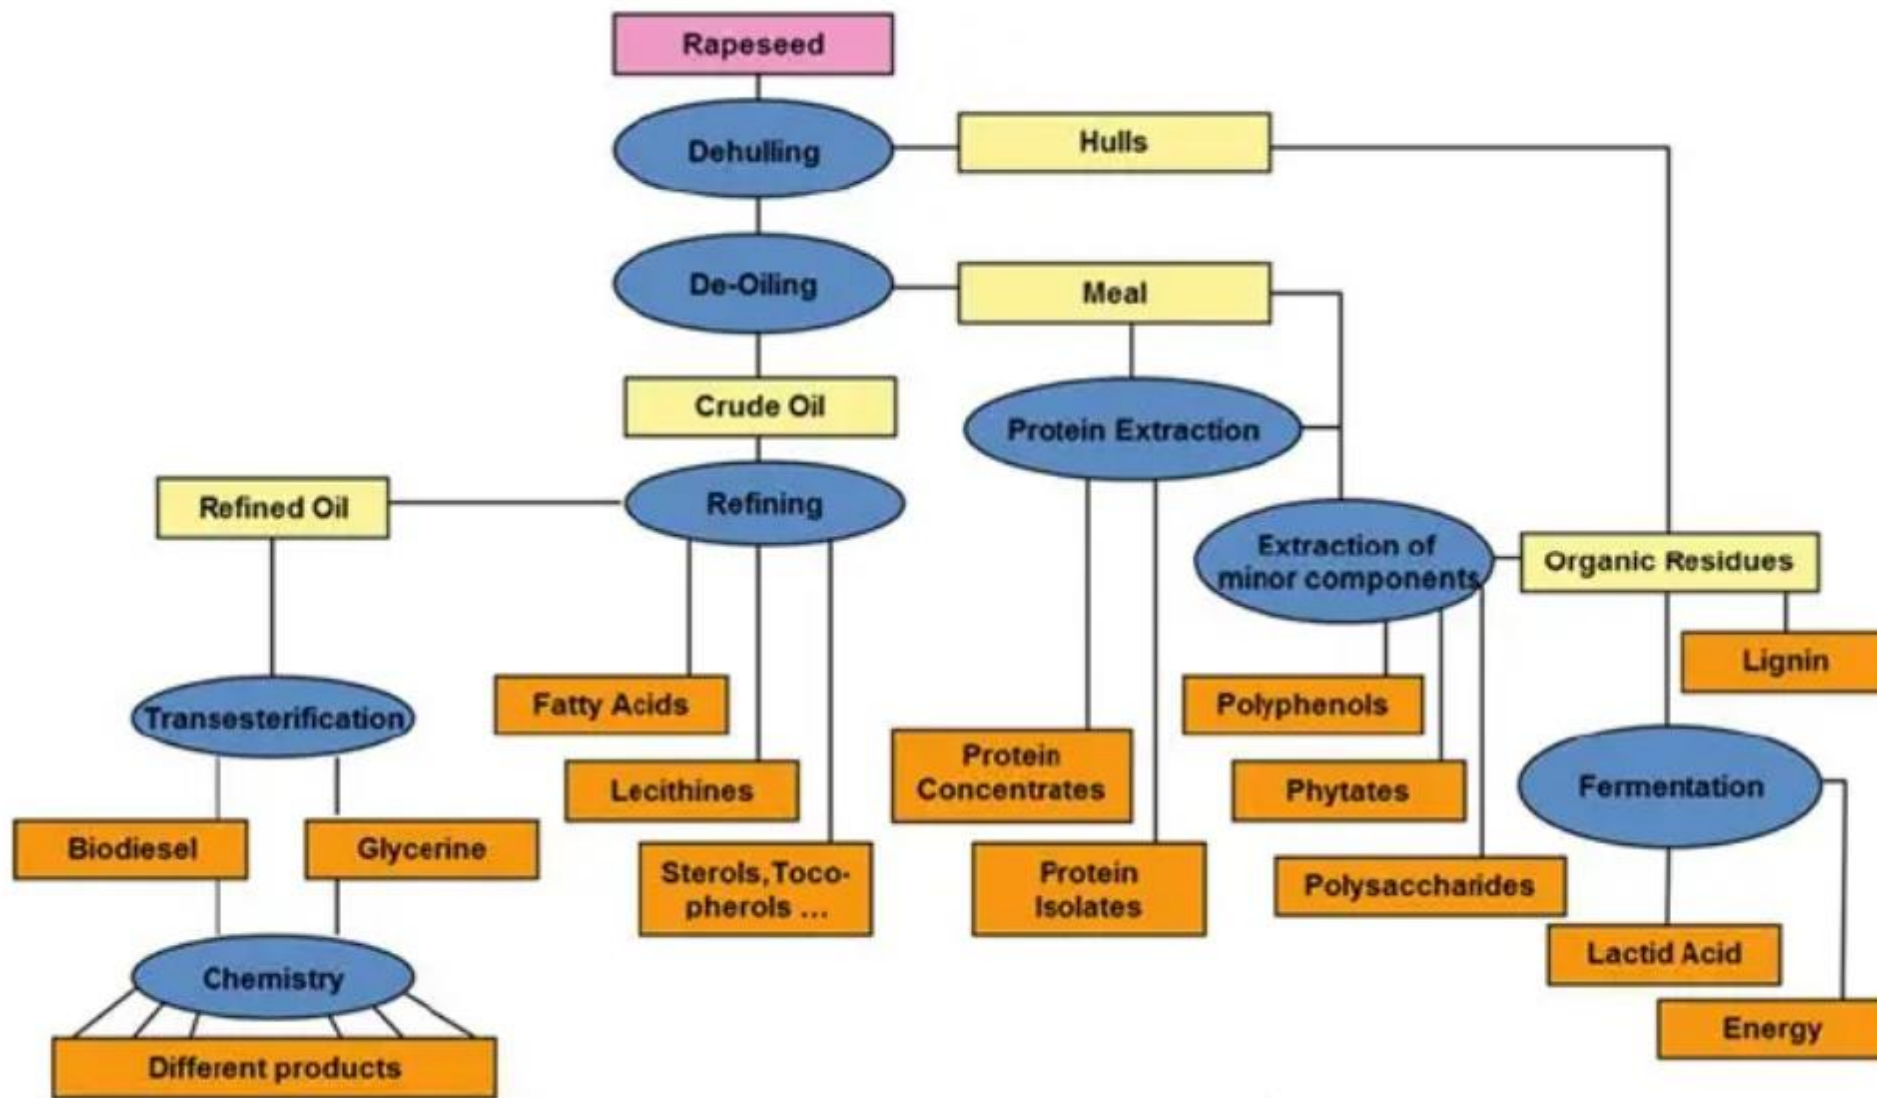 Rapeseed
Dehulling
Hulls
De-Oiling
Meal
Crude Oil
Protein Extraction
Refined Oil
Refining
Extraction of
minor components
Organic Residues
Lignin
Transesterification
Fatty Acids
Polyphenols
Lecithines
Protein
Concentrates
Phytates
Fermentation
Biodiesel
Glycerine
Sterols,Toco-
pherols ...
Protein
Isolates
Polysaccharides
Lactid Acid
Chemistry
Energy
Different products